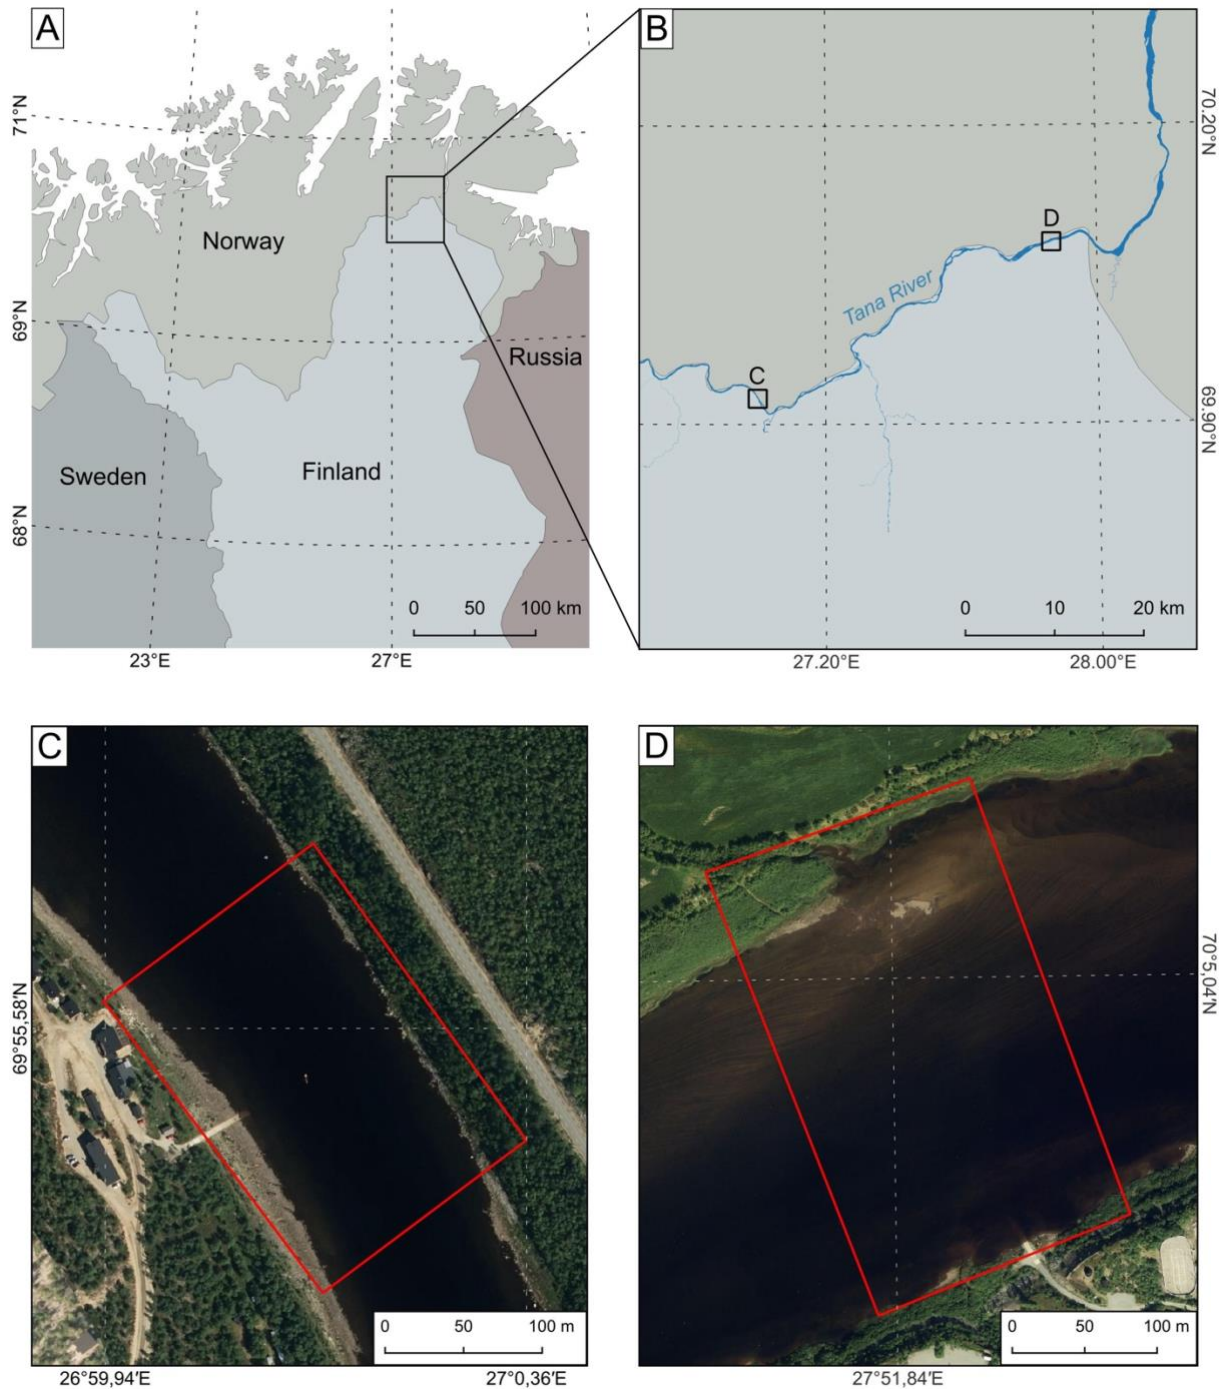 A
71°N
69°N
68°N
Norway
Sweden
Finland
Russia
0 50 100 km
23°E 27°E
B
D
Tana River
C
70.20°N
69.90°N
0 10 20 km
27.20°E 28.00°E
C
69°55,58'N
0 50 100 m
26°59,94'E 27°0,36'E
D
70°5,04'N
0 50 100 m
27°51,84'E